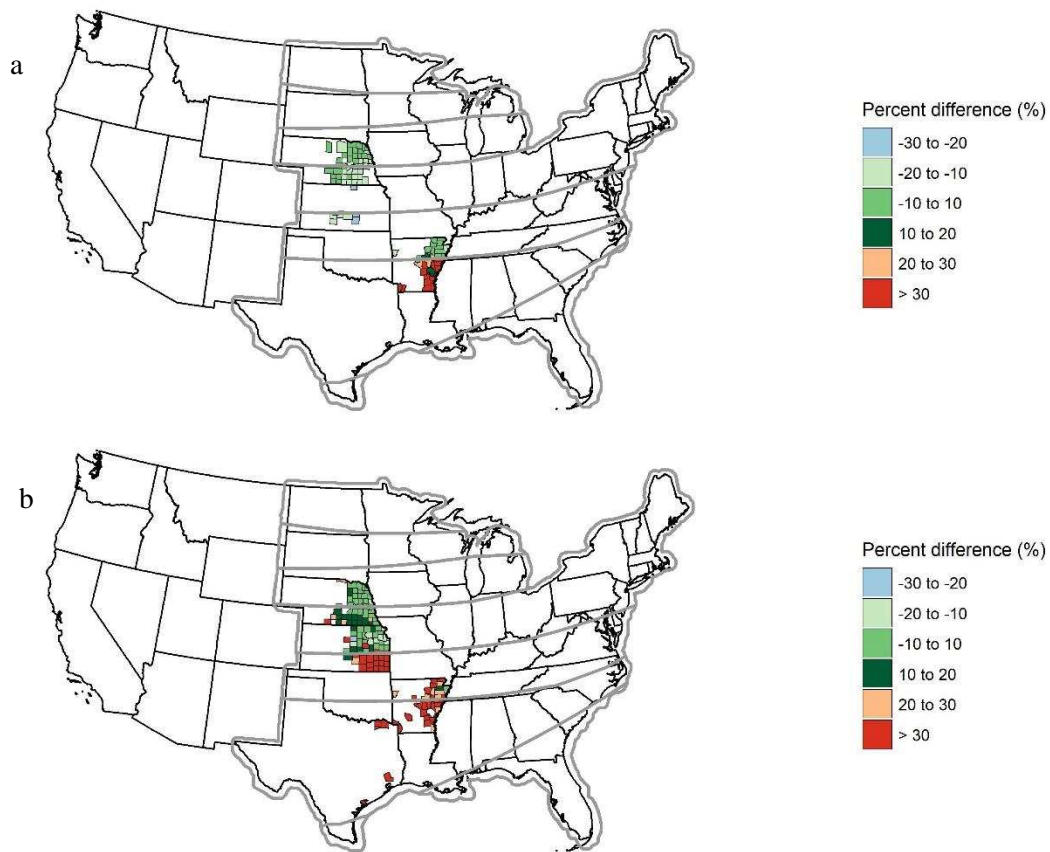 a
Percent difference (%)
-30 to -20
-20 to -10
-10 to 10
10 to 20
20 to 30
> 30
b
Percent difference (%)
-30 to -20
-20 to -10
-10 to 10
10 to 20
20 to 30
> 30